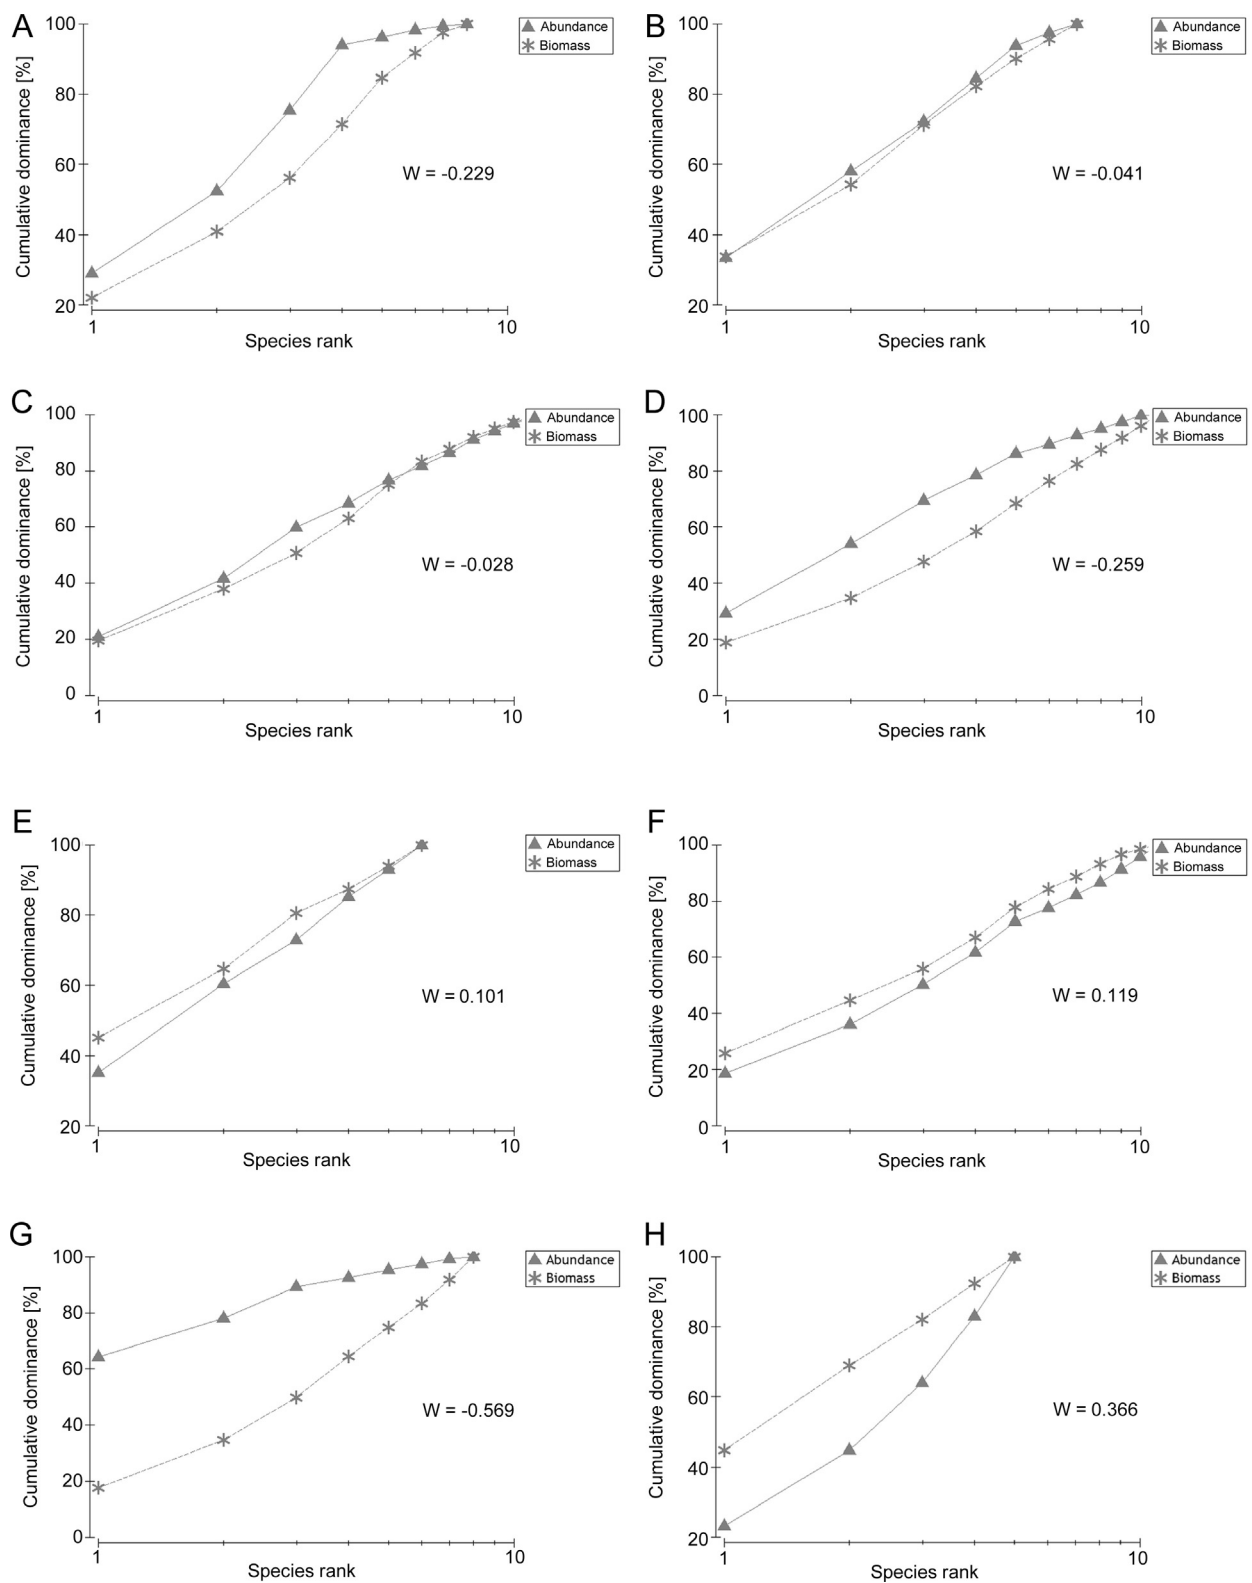 A
Cumulative dominance [%]
100
80
60
40
20
1
10
Species rank
Abundance
Biomass
W = -0.229
B
Cumulative dominance [%]
100
80
60
40
20
1
10
Species rank
Abundance
Biomass
W = -0.041
C
Cumulative dominance [%]
100
80
60
40
20
0
1
10
Species rank
Abundance
Biomass
W = -0.028
D
Cumulative dominance [%]
100
80
60
40
20
0
1
10
Species rank
Abundance
Biomass
W = -0.259
E
Cumulative dominance [%]
100
80
60
40
20
1
10
Species rank
Abundance
Biomass
W = 0.101
F
Cumulative dominance [%]
100
80
60
40
20
0
1
10
Species rank
Abundance
Biomass
W = 0.119
G
Cumulative dominance [%]
100
80
60
40
20
0
1
10
Species rank
Abundance
Biomass
W = -0.569
H
Cumulative dominance [%]
100
80
60
40
20
1
10
Species rank
Abundance
Biomass
W = 0.366